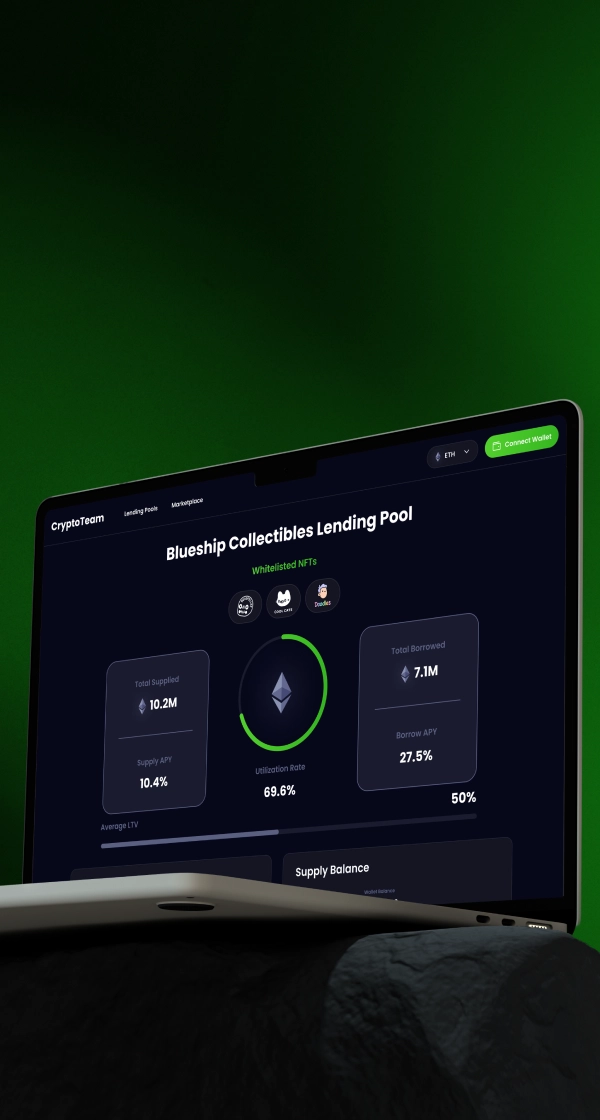 CryptoTeam
Lending Pools
Marketplace
ETH
Connect Wallet
Blueship Collectibles Lending Pool
Whitelisted NFTs
COOL CATS
Doodles
Total Supplied
10.2M
Supply APY
10.4%
Utilization Rate
69.6%
Total Borrowed
7.1M
Borrow APY
27.5%
Average LTV
50%
Supply Balance
Wallet Balance